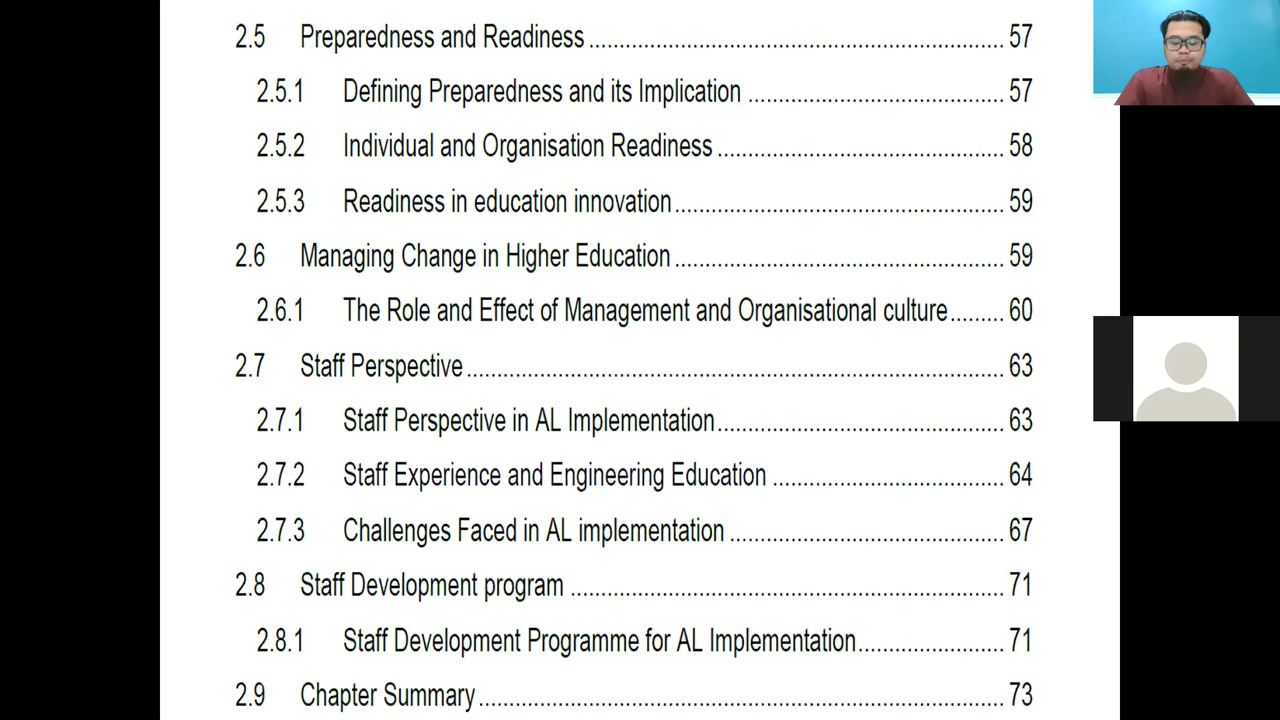 2.5 Preparedness and Readiness ........ 57
2.5.1 Defining Preparedness and its Implication ........ 57
2.5.2 Individual and Organisation Readiness ........ 58
2.5.3 Readiness in education innovation ........ 59
2.6 Managing Change in Higher Education ........ 59
2.6.1 The Role and Effect of Management and Organisational culture ........ 60
2.7 Staff Perspective ........ 63
2.7.1 Staff Perspective in AL Implementation ........ 63
2.7.2 Staff Experience and Engineering Education ........ 64
2.7.3 Challenges Faced in AL implementation ........ 67
2.8 Staff Development program ........ 71
2.8.1 Staff Development Programme for AL Implementation ........ 71
2.9 Chapter Summary ........ 73